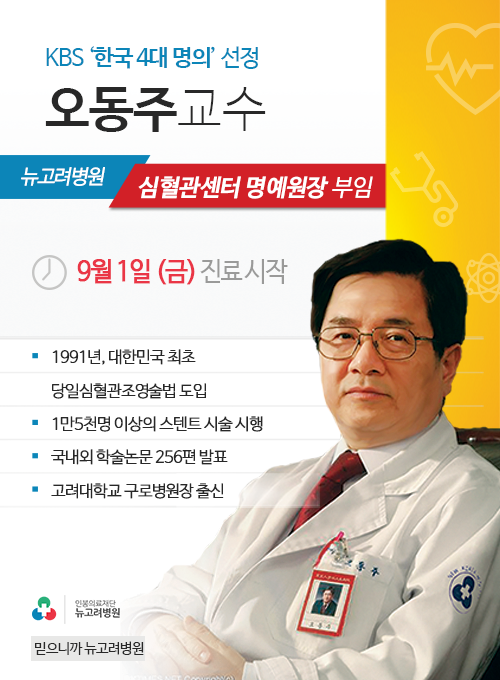 KBS '한국 4대 명의' 선정
오동주교수
뉴고려병원
심혈관센터 명예원장 부임
9월 1일 (금) 진료 시작
1991년, 대한민국 최초
당일심혈관조영술법 도입
1만5천명 이상의 스텐트 시술 시행
국내외 학술논문 256편 발표
고려대학교 구로병원장 출신
인봉의료재단
뉴고려병원
믿으니까 뉴고려병원